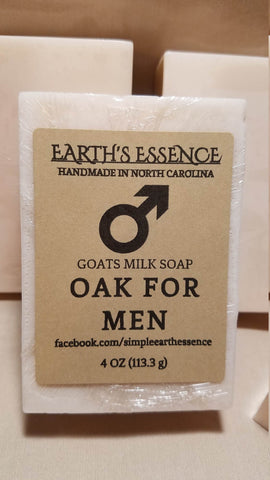 EARTH'S ESSENCE
HANDMADE IN NORTH CAROLINA
GOATS MILK SOAP
OAK FOR
MEN
facebook.com/simpleearthessence
4 OZ (113.3 g)